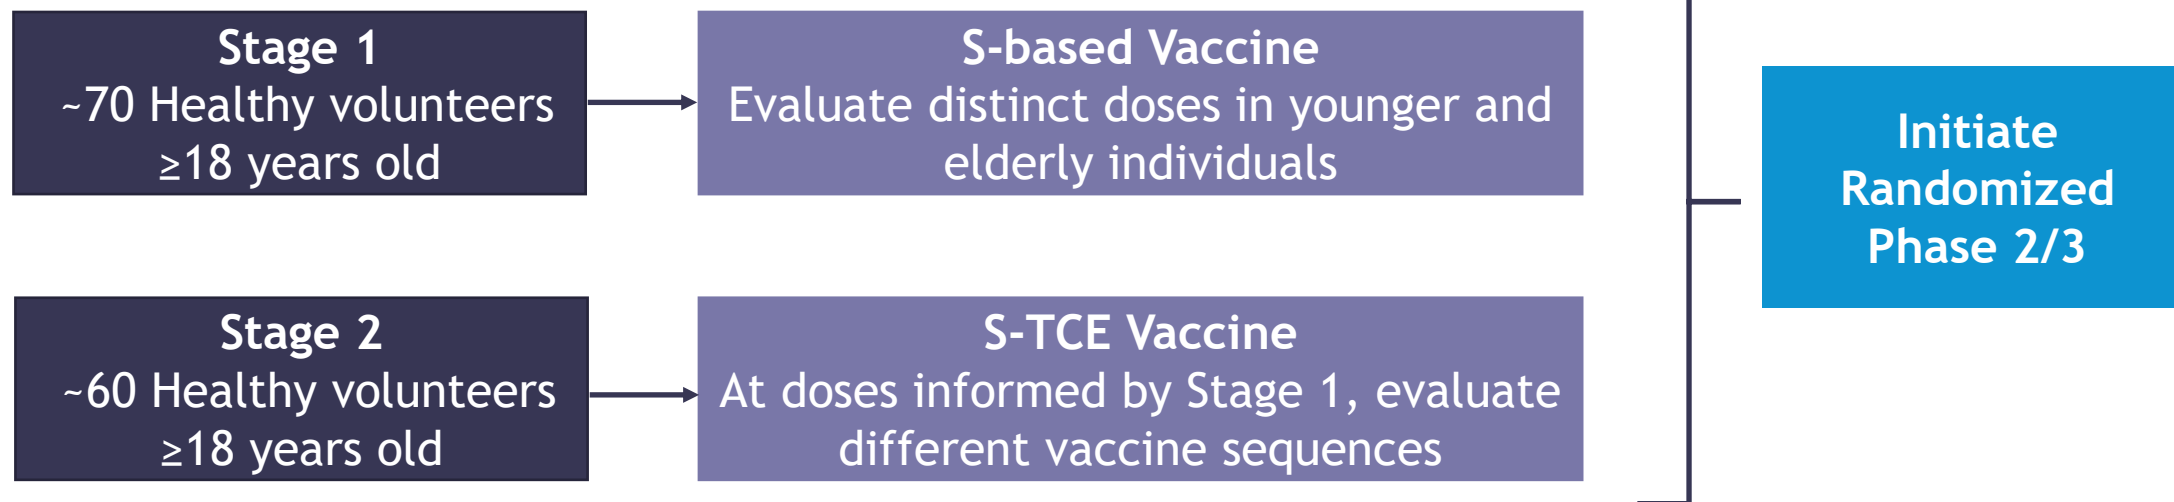 Stage 1
~70 Healthy volunteers
≥18 years old
S-based Vaccine
Evaluate distinct doses in younger and
elderly individuals
Stage 2
~60 Healthy volunteers
≥18 years old
S-TCE Vaccine
At doses informed by Stage 1, evaluate
different vaccine sequences
Initiate
Randomized
Phase 2/3